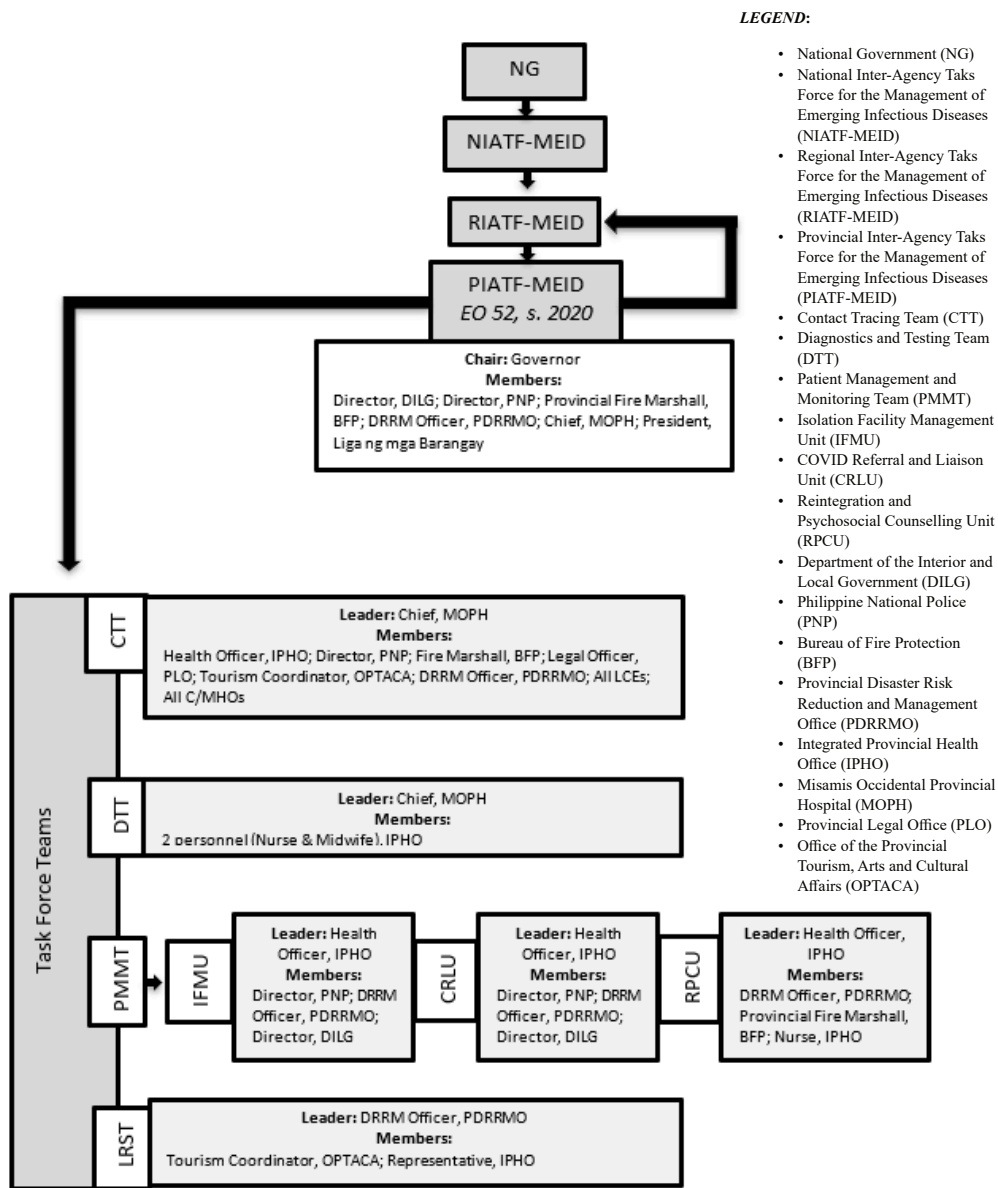 LEGEND:
• National Government (NG)
• National Inter-Agency Taks
Force for the Management of
Emerging Infectious Diseases
(NIATF-MEID)
• Regional Inter-Agency Taks
Force for the Management of
Emerging Infectious Diseases
(RIATF-MEID)
• Provincial Inter-Agency Taks
Force for the Management of
Emerging Infectious Diseases
(PIATF-MEID)
• Contact Tracing Team (CTT)
• Diagnostics and Testing Team
(DTT)
• Patient Management and
Monitoring Team (PMMT)
• Isolation Facility Management
Unit (IFMU)
• COVID Referral and Liaison
Unit (CRLU)
• Reintegration and
Psychosocial Counselling Unit
(RPCU)
• Department of the Interior and
Local Government (DILG)
• Philippine National Police
(PNP)
• Bureau of Fire Protection
(BFP)
• Provincial Disaster Risk
Reduction and Management
Office (PDRRMO)
• Integrated Provincial Health
Office (IPHO)
• Misamis Occidental Provincial
Hospital (MOPH)
• Provincial Legal Office (PLO)
• Office of the Provincial
Tourism, Arts and Cultural
Affairs (OPTACA)
NG
NIATF-MEID
RIATF-MEID
PIATF-MEID
EO 52, s. 2020
Chair: Governor
Members:
Director, DILG; Director, PNP; Provincial Fire Marshall,
BFP; DRRM Officer, PDRRMO; Chief, MOPH; President,
Liga ng mga Barangay
Task Force Teams
CTT
Leader: Chief, MOPH
Members:
Health Officer, IPHO; Director, PNP; Fire Marshall, BFP; Legal Officer,
PLO; Tourism Coordinator, OPTACA; DRRM Officer, PDRRMO; All LCEs;
All C/MHOs
DTT
Leader: Chief, MOPH
Members:
2 personnel (Nurse & Midwife), IPHO
PMMT
IFMU
Leader: Health
Officer, IPHO
Members:
Director, PNP; DRRM
Officer, PDRRMO;
Director, DILG
CRLU
Leader: Health
Officer, IPHO
Members:
Director, PNP; DRRM
Officer, PDRRMO;
Director, DILG
RPCU
Leader: Health Officer,
IPHO
Members:
DRRM Officer, PDRRMO;
Provincial Fire Marshall,
BFP; Nurse, IPHO
LRST
Leader: DRRM Officer, PDRRMO
Members:
Tourism Coordinator, OPTACA; Representative, IPHO